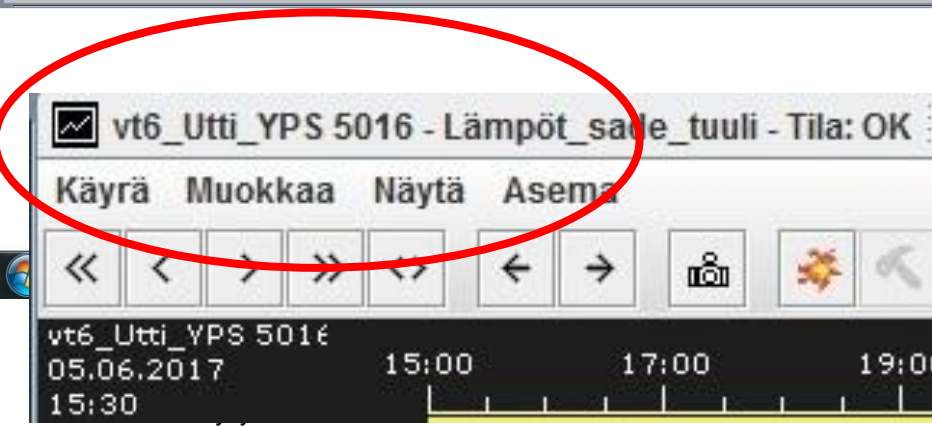 vt6_Utti_YPS 5016 - Lämpöt_sade_tuuli - Tila: OK
Käyrä Muokkaa Näytä Asema
vt6_Utti_YPS 5016
05.06.2017 15:00 17:00 19:00
15:30